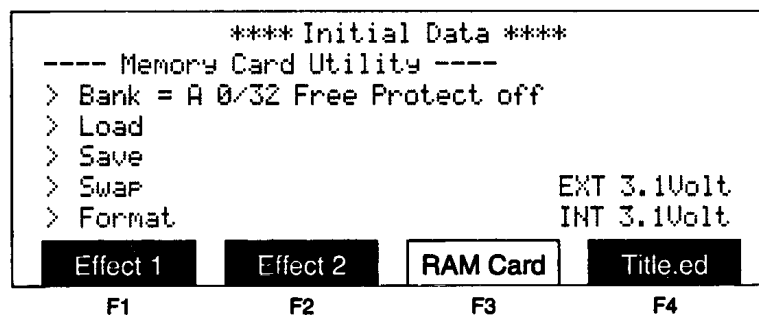 **** Initial Data ****
---- Memory Card Utility ----
> Bank = A 0/32 Free Protect off
> Load
> Save
> Swap EXT 3.1Volt
> Format INT 3.1Volt
Effect 1 Effect 2 RAM Card Title.ed
F1 F2 F3 F4